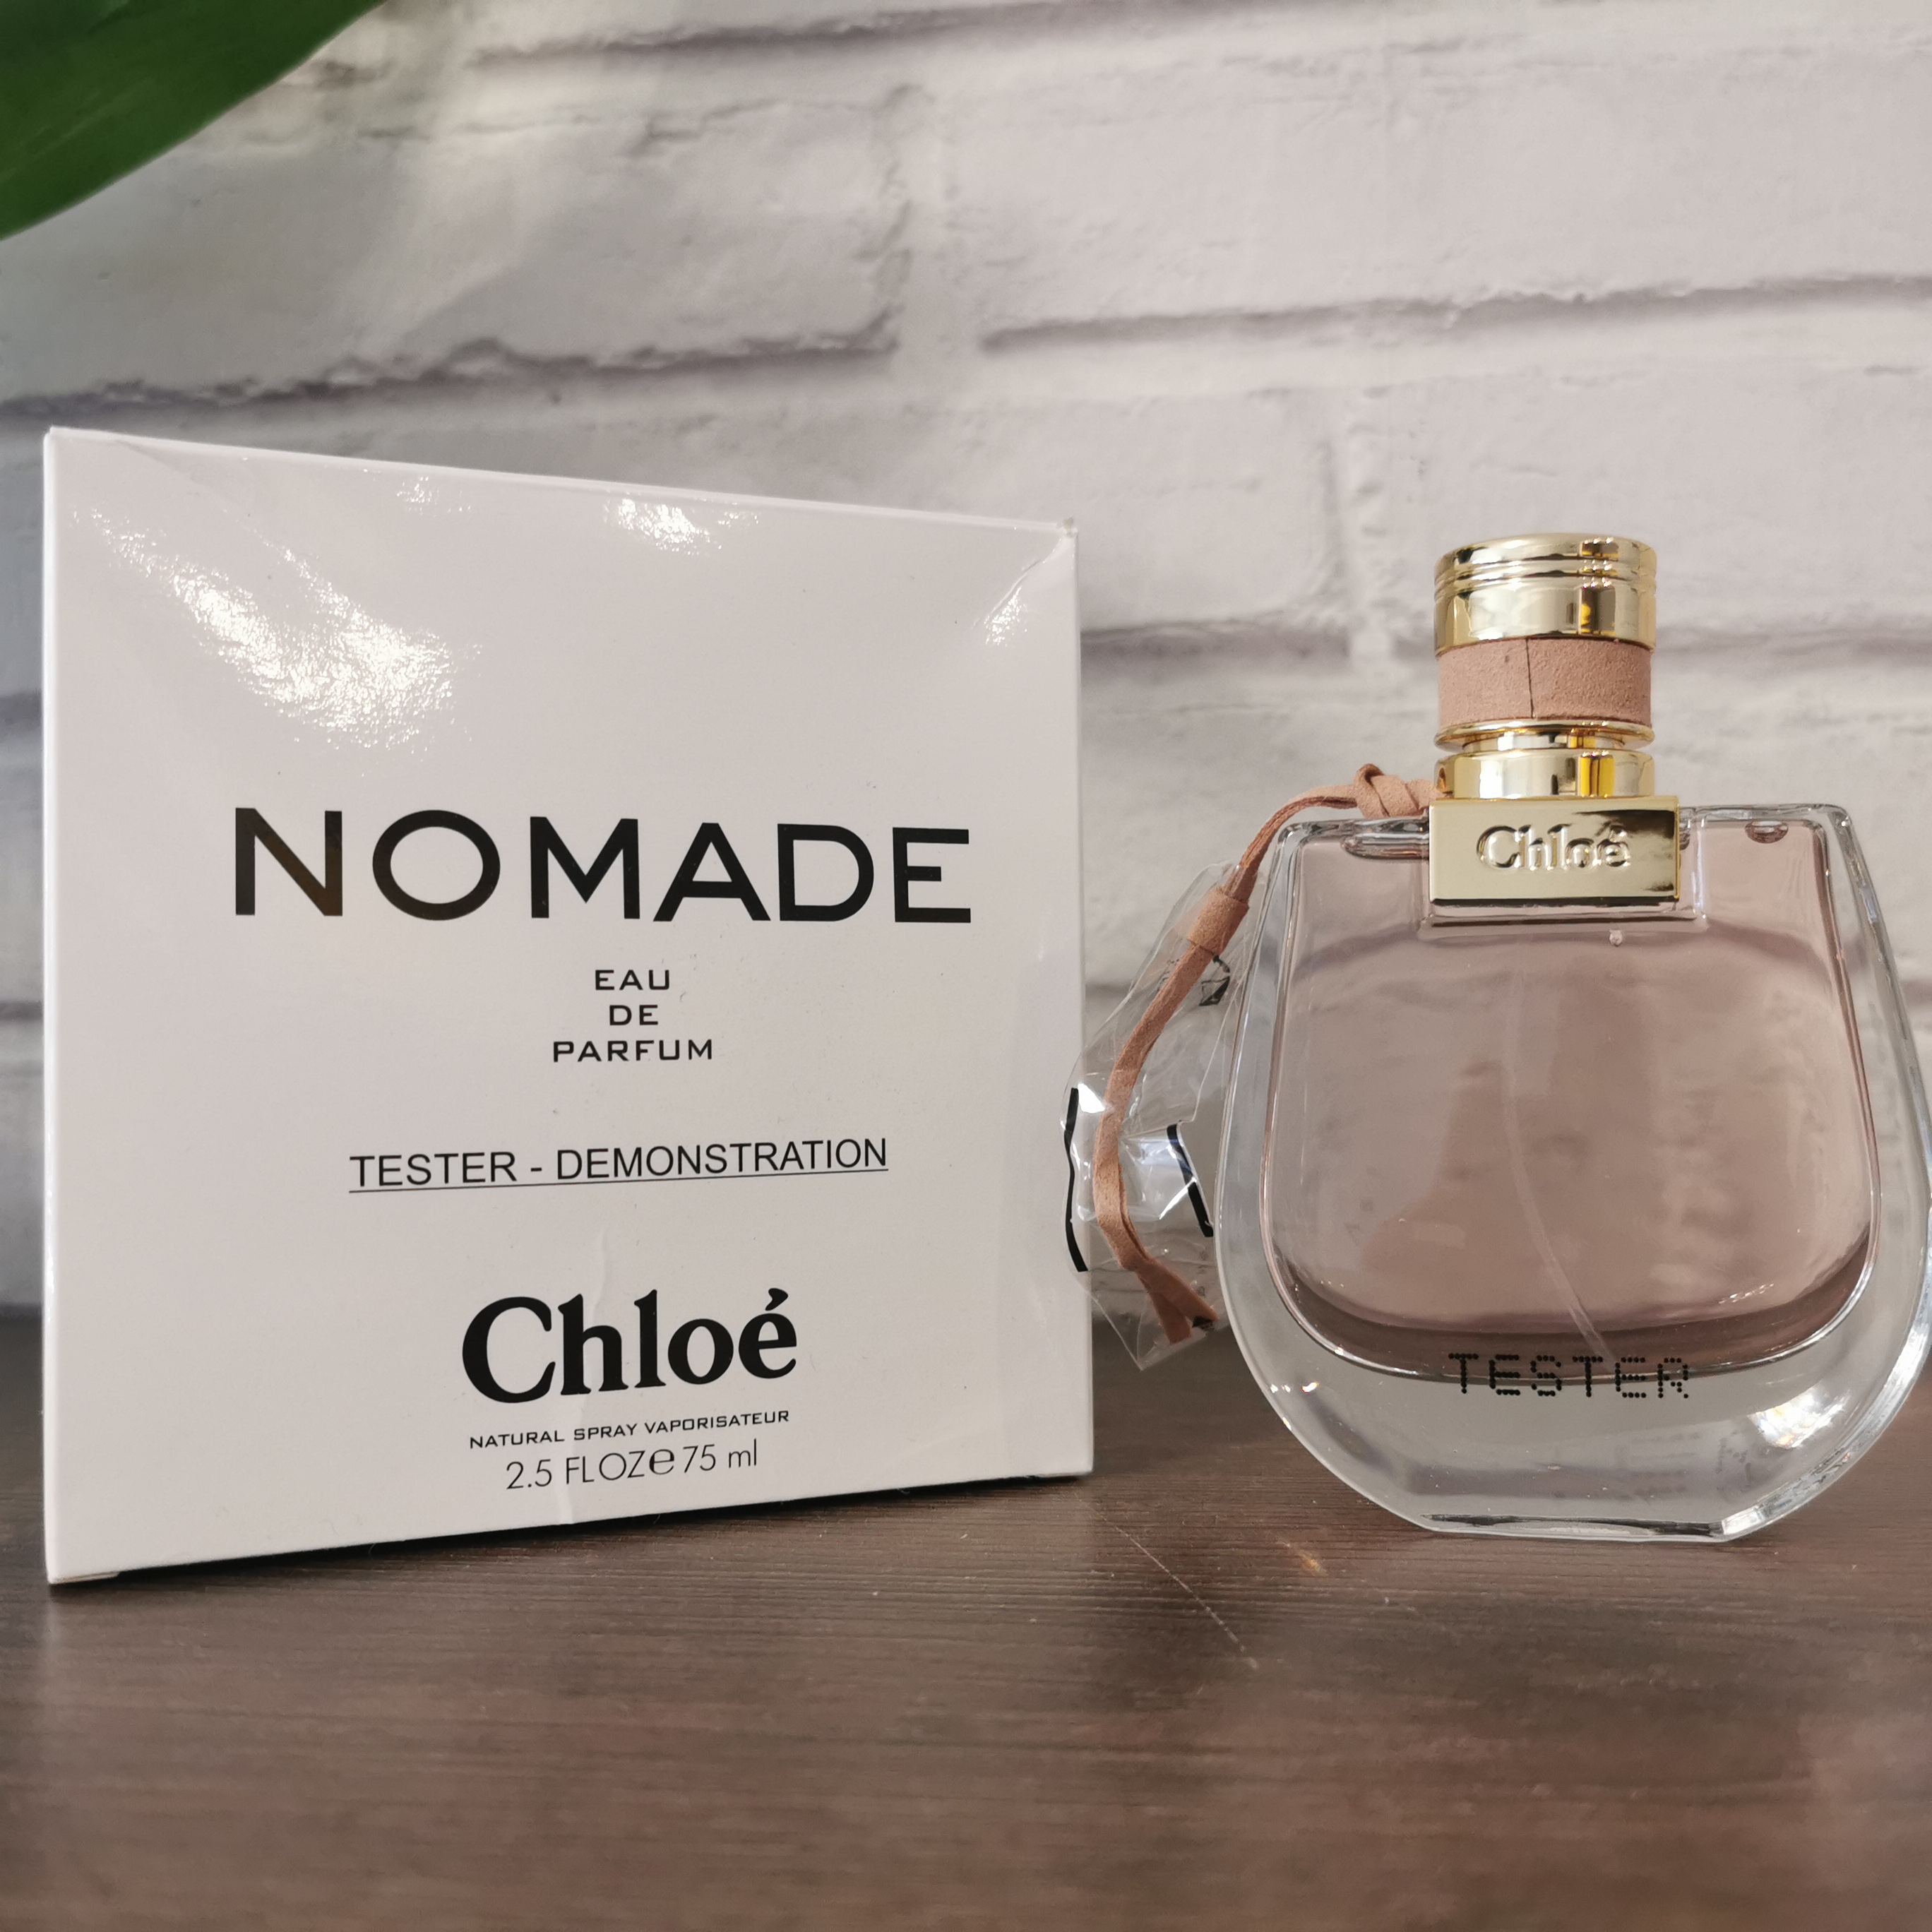 NOMADE
EAU
DE
PARFUM
TESTER - DEMONSTRATION
Chloé
NATURAL SPRAY VAPORISATEUR
2.5 FLOZ℮75 ml
Chloé
TESTER